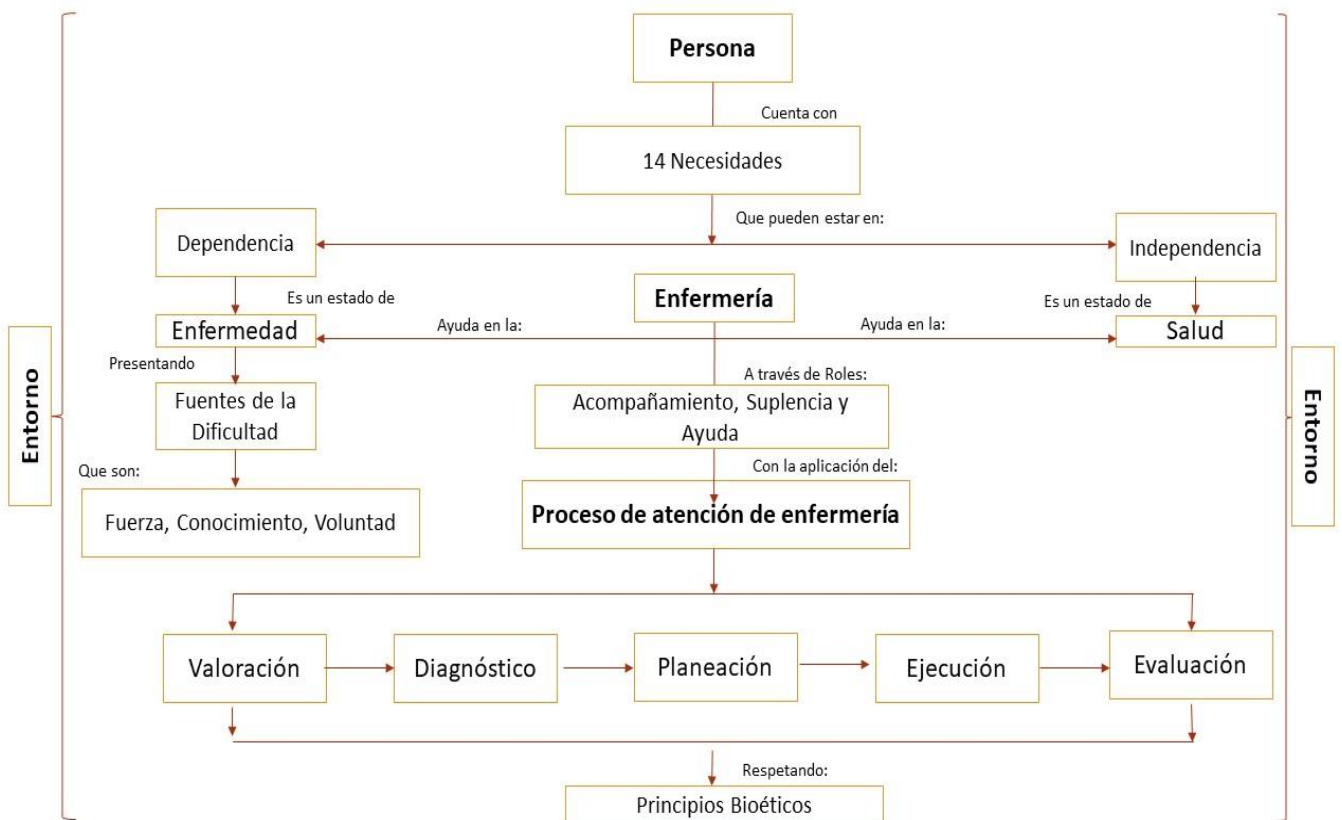 Persona
Cuenta con
14 Necesidades
Que pueden estar en:
Dependencia
Independencia
Es un estado de
Enfermería
Es un estado de
Enfermedad
Ayuda en la:
Ayuda en la:
Salud
Presentando
A través de Roles:
Fuentes de la
Dificultad
Acompañamiento, Suplencia y
Ayuda
Entorno
Entorno
Que son:
Con la aplicación del:
Fuerza, Conocimiento, Voluntad
Proceso de atención de enfermería
Valoración
Diagnóstico
Planeación
Ejecución
Evaluación
Respetando:
Principios Bioéticos